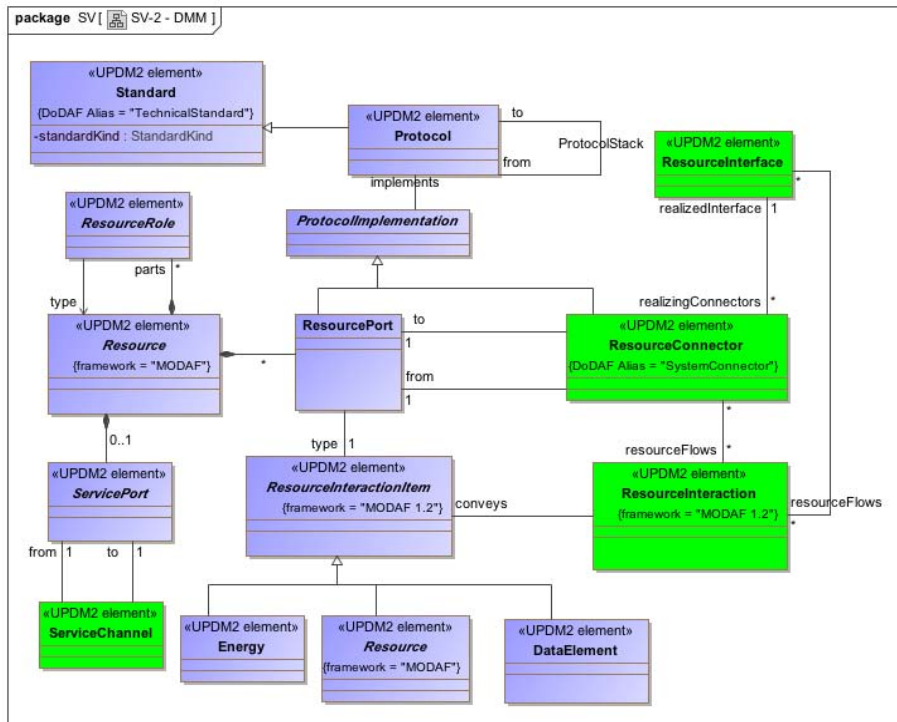 package SV[ SV-2 - DMM ]
«UPDM2 element»
Standard
{DoDAF Alias = "TechnicalStandard"}
-standardKind : StandardKind
«UPDM2 element»
Protocol
to
from
ProtocolStack
implements
«UPDM2 element»
ResourceInterface
*
realizedInterface
1
«UPDM2 element»
ResourceRole
ProtocolImplementation
parts
*
type
realizingConnectors
*
«UPDM2 element»
Resource
{framework = "MODAF"}
*
ResourcePort
to
1
from
1
«UPDM2 element»
ResourceConnector
{DoDAF Alias = "SystemConnector"}
*
*
resourceFlows
0..1
type
1
«UPDM2 element»
ServicePort
«UPDM2 element»
ResourceInteractionItem
{framework = "MODAF 1.2"}
conveys
«UPDM2 element»
ResourceInteraction
{framework = "MODAF 1.2"}
resourceFlows
*
from
1
to
1
«UPDM2 element»
ServiceChannel
«UPDM2 element»
Energy
«UPDM2 element»
Resource
{framework = "MODAF"}
«UPDM2 element»
DataElement